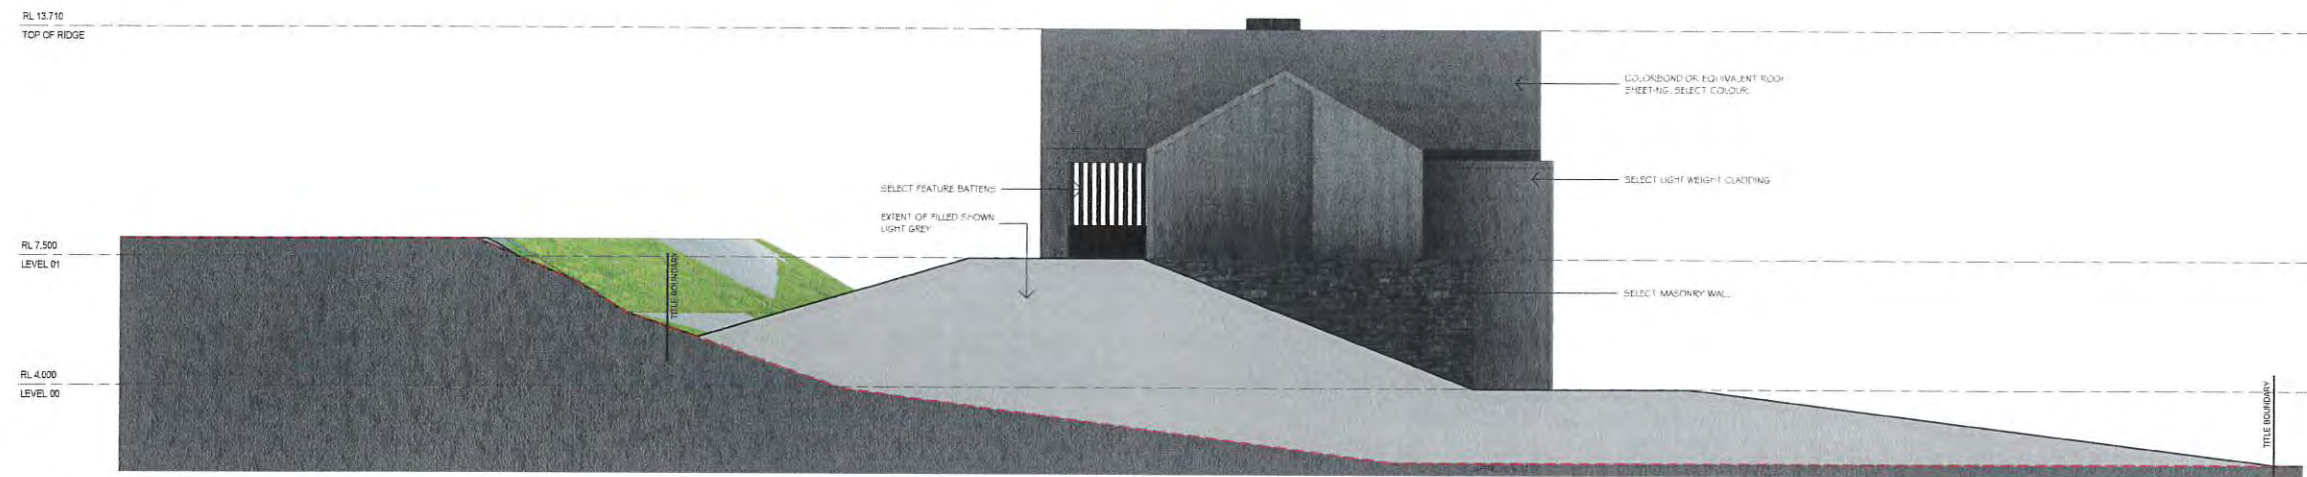 RL 13.710
TOP OF RIDGE
COLORBOND OR EQUIVALENT ROOF
SHEETING. SELECT COLOUR.
SELECT FEATURE BATTENS
SELECT LIGHT WEIGHT CLADDING
EXTENT OF FILLED SHOWN
LIGHT GREY
RL 7.500
LEVEL 01
TITLE BOUNDARY
SELECT MASONRY WALL
RL 4.000
LEVEL 00
TITLE BOUNDARY